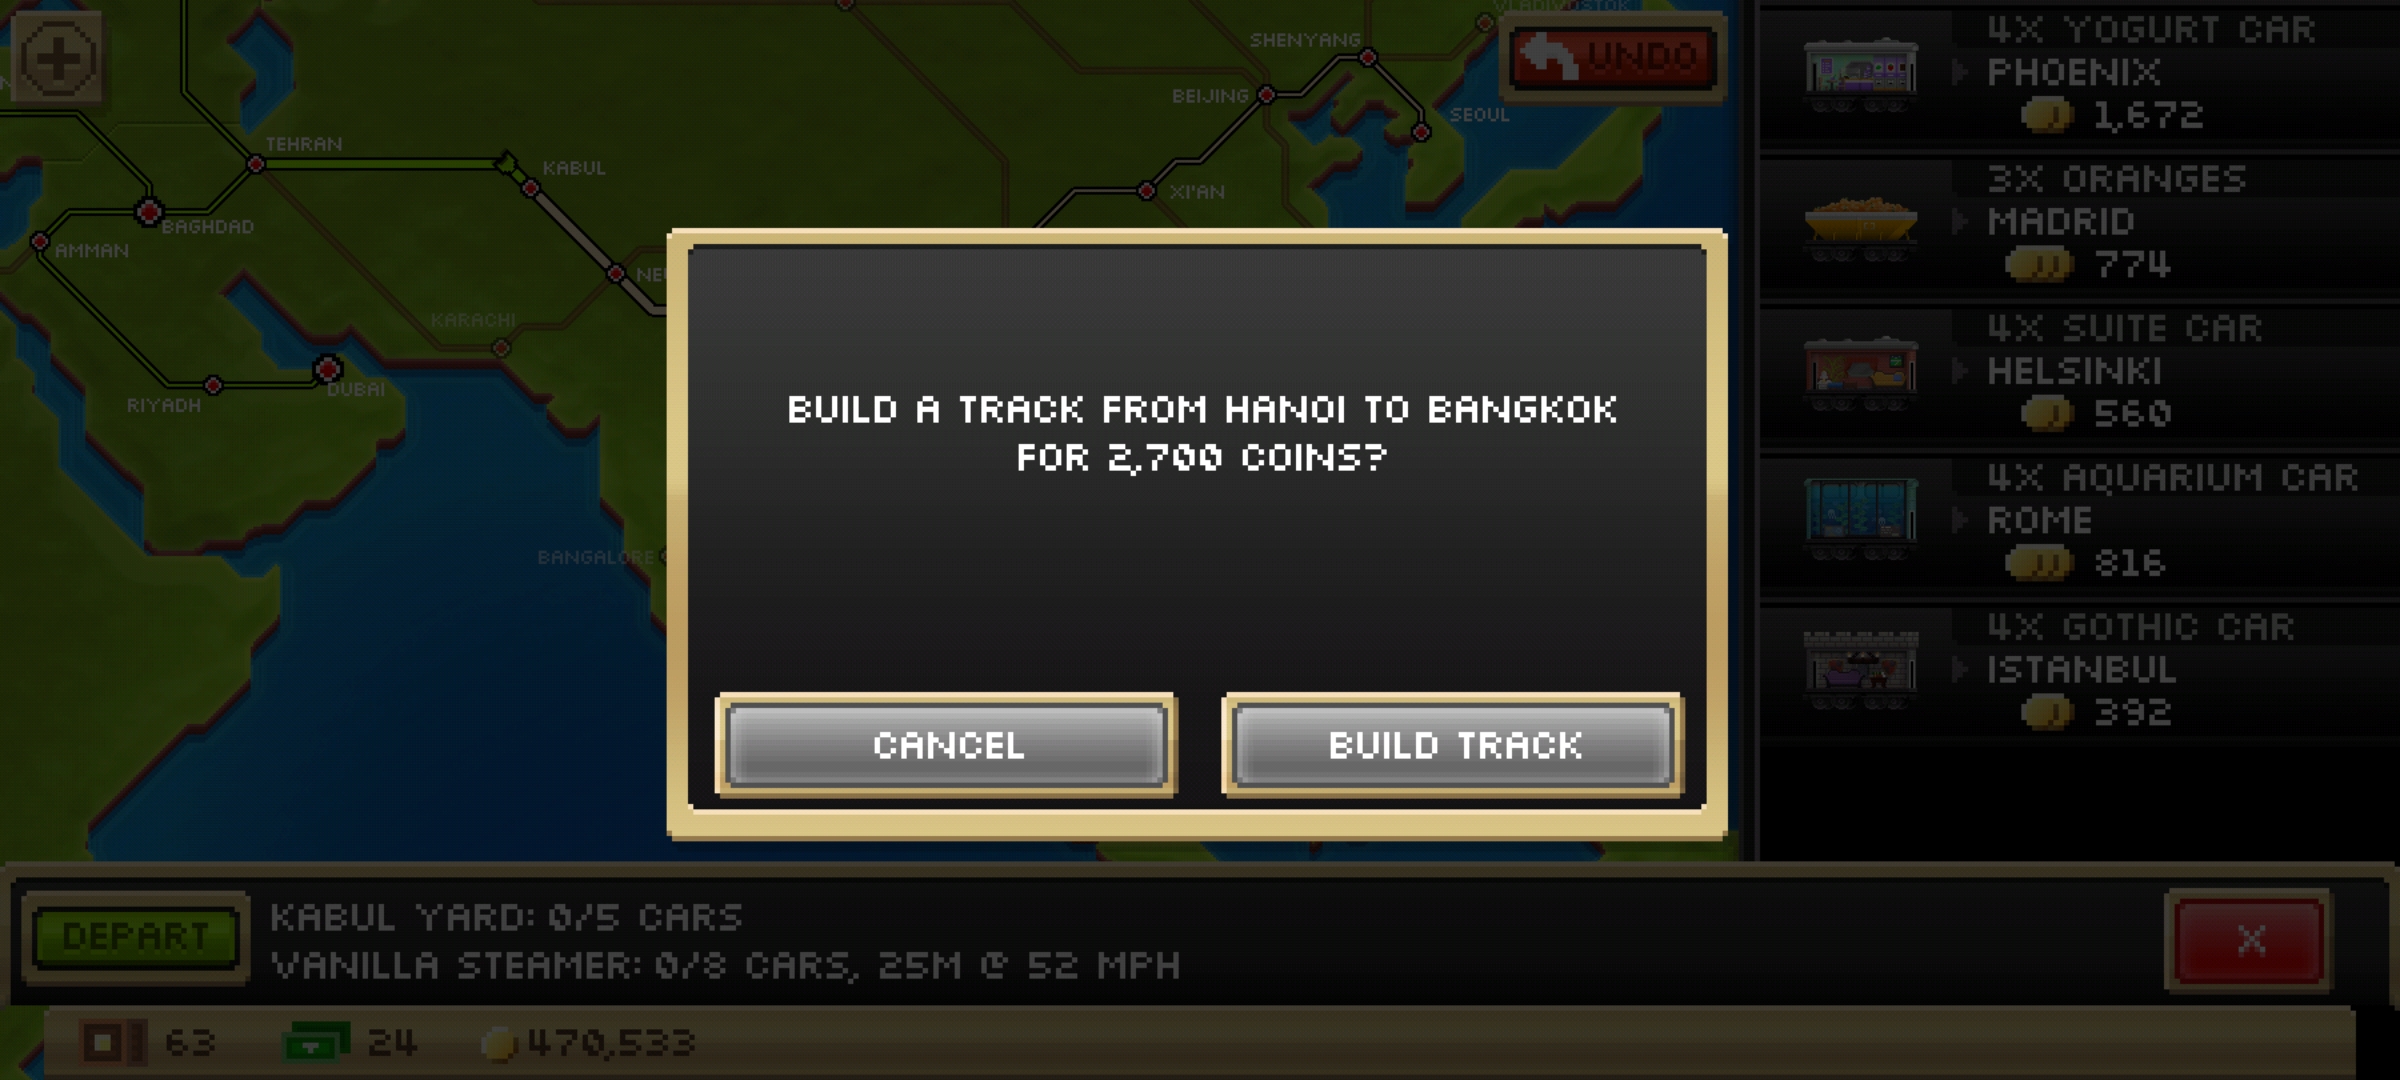 VLADIVOSTOK
SHENYANG
UNDO
BEIJING
SEOUL
TEHRAN
KABUL
XI'AN
BAGHDAD
AMMAN
KARACHI
DUBAI
RIYADH
BANGALORE
BUILD A TRACK FROM HANOI TO BANGKOK
FOR 2,700 COINS?
CANCEL
BUILD TRACK
4X YOGURT CAR
PHOENIX
1,672
3X ORANGES
MADRID
774
4X SUITE CAR
HELSINKI
560
4X AQUARIUM CAR
ROME
816
4X GOTHIC CAR
ISTANBUL
392
DEPART
KABUL YARD: 0/5 CARS
VANILLA STEAMER: 0/8 CARS, 25M @ 52 MPH
X
63
24
470,533